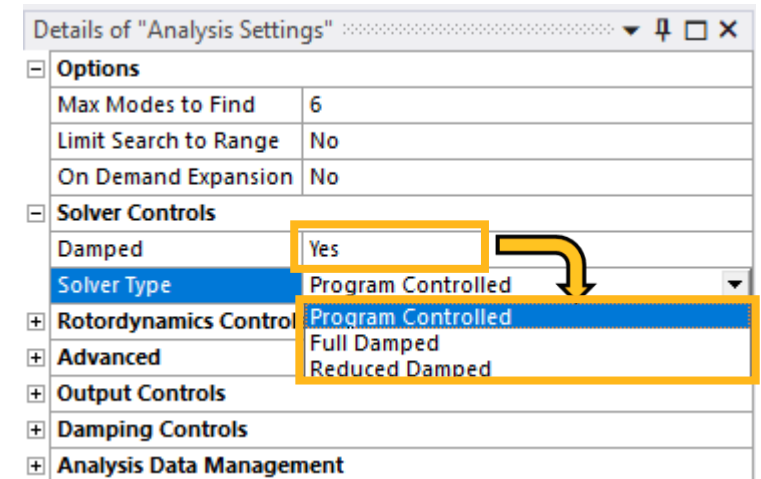 Details of "Analysis Settings"
Options
Max Modes to Find 6
Limit Search to Range No
On Demand Expansion No
Solver Controls
Damped Yes
Solver Type Program Controlled
Rotordynamics Control Program Controlled
Full Damped
Advanced
Reduced Damped
Output Controls
Damping Controls
Analysis Data Management